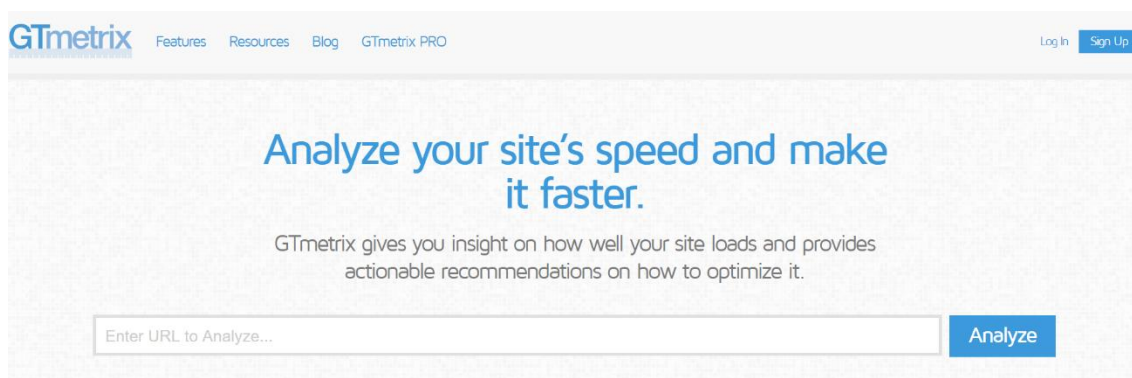 GTmetrix Features Resources Blog GTmetrix PRO Log In Sign Up
Analyze your site's speed and make
it faster.
GTmetrix gives you insight on how well your site loads and provides
actionable recommendations on how to optimize it.
Enter URL to Analyze... Analyze